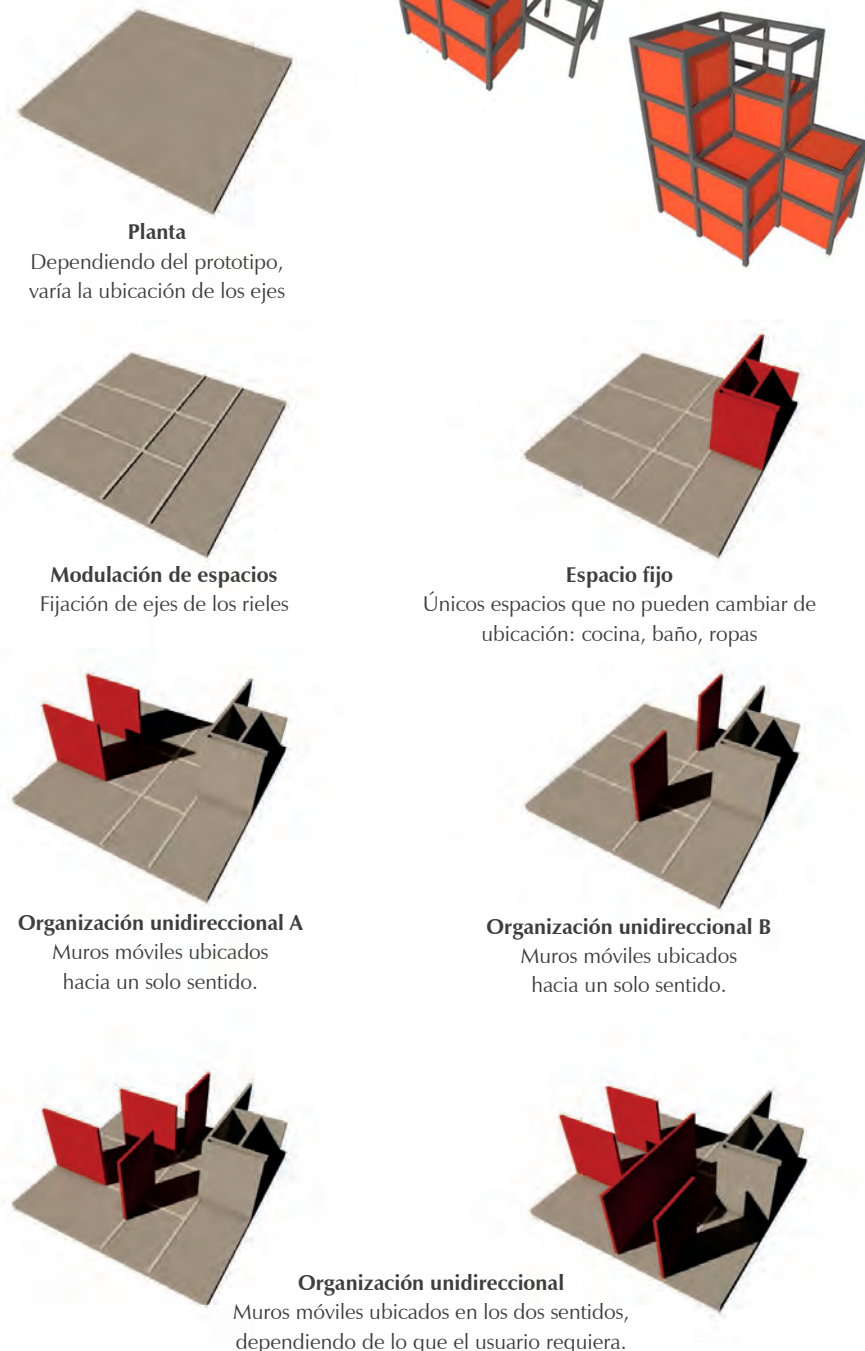 Planta
Dependiendo del prototipo,
varía la ubicación de los ejes
Modulación de espacios
Fijación de ejes de los rieles
Espacio fijo
Únicos espacios que no pueden cambiar de
ubicación: cocina, baño, ropas
Organización unidireccional A
Muros móviles ubicados
hacia un solo sentido.
Organización unidireccional B
Muros móviles ubicados
hacia un solo sentido.
Organización unidireccional
Muros móviles ubicados en los dos sentidos,
dependiendo de lo que el usuario requiera.